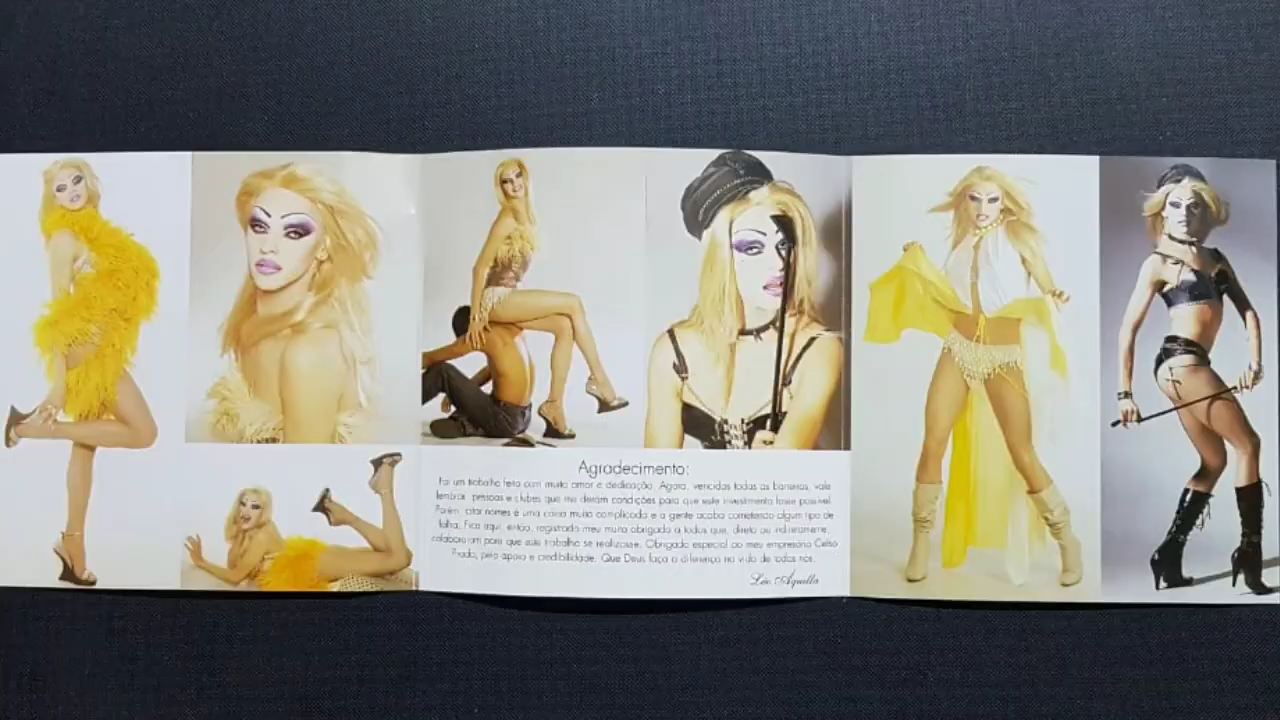 Agradecimento:
Foi um trabalho feito com muito amor e dedicação. Agora, vencidas todas as barreiras, vale
lembrar pessoas e clubes que me deram condições para que este investimento fosse possível.
Porém, citar nomes é uma coisa muito complicada e a gente acaba cometendo algum tipo de
falha. Fica aqui, então, registrado meu muito obrigado a todos que, direto ou indiretamente,
colaboraram para que este trabalho se realizasse. Obrigado especial ao meu empresário Celso
Prado, pelo apoio e credibilidade. Que Deus faça a diferença na vida de todos nós.
Léo Áquilla